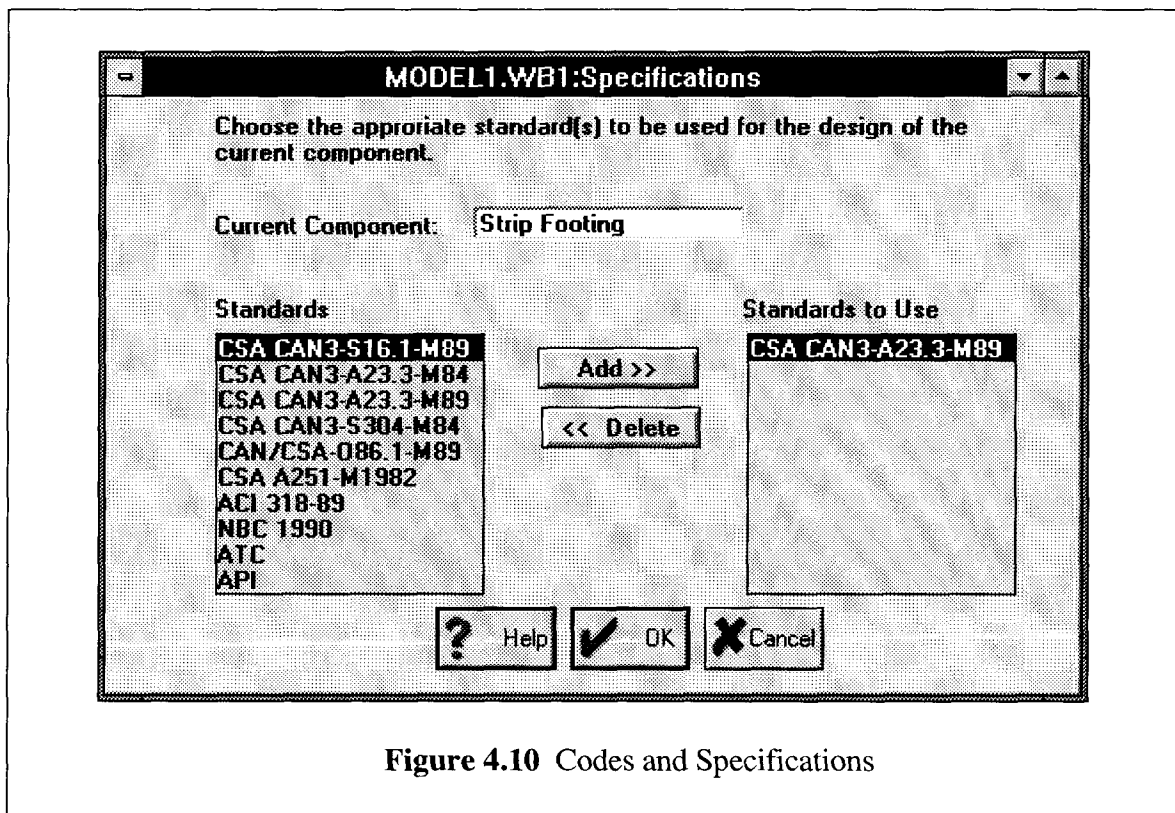 MODEL1.WB1:Specifications
Choose the approriate standard(s) to be used for the design of the
current component.
Current Component: Strip Footing
Standards
CSA CAN3-S16.1-M89
CSA CAN3-A23.3-M84
CSA CAN3-A23.3-M89
CSA CAN3-S304-M84
CAN/CSA-O86.1-M89
CSA A251-M1982
ACI 318-89
NBC 1990
ATC
API
Add >>
<< Delete
Standards to Use
CSA CAN3-A23.3-M89
? Help
OK
Cancel
Figure 4.10 Codes and Specifications